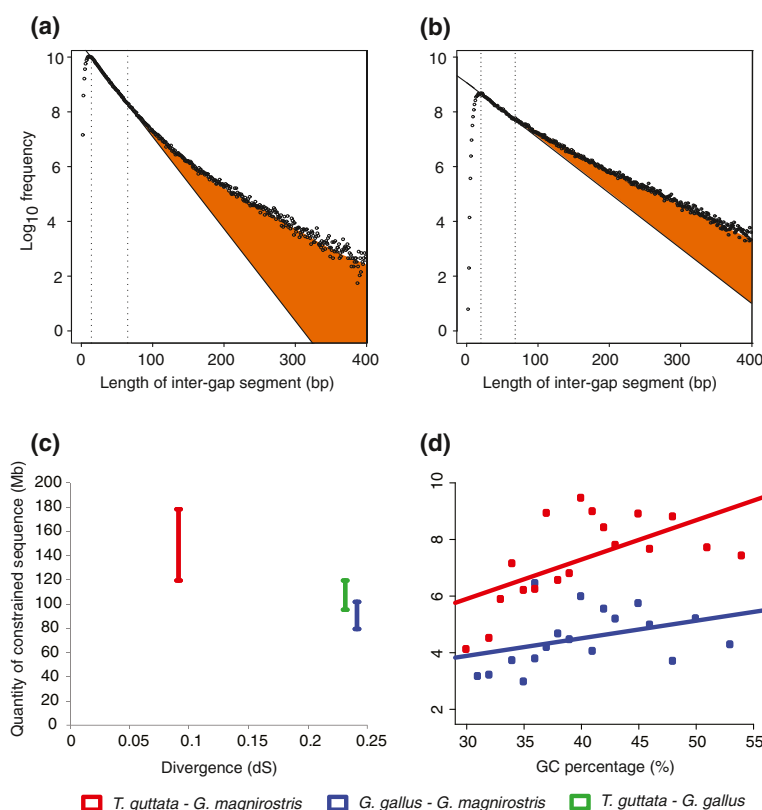 (a)
Log10 frequency
10
8
6
4
2
0
0 100 200 300 400
Length of inter-gap segment (bp)
(b)
10
8
6
4
2
0
0 100 200 300 400
Length of inter-gap segment (bp)
(c)
Quantity of constrained sequence (Mb)
200
180
160
140
120
100
80
60
40
20
0
0 0.05 0.1 0.15 0.2 0.25
Divergence (dS)
(d)
10
8
6
4
2
30 35 40 45 50 55
GC percentage (%)
T. guttata - G. magnirostris G. gallus - G. magnirostris T. guttata - G. gallus